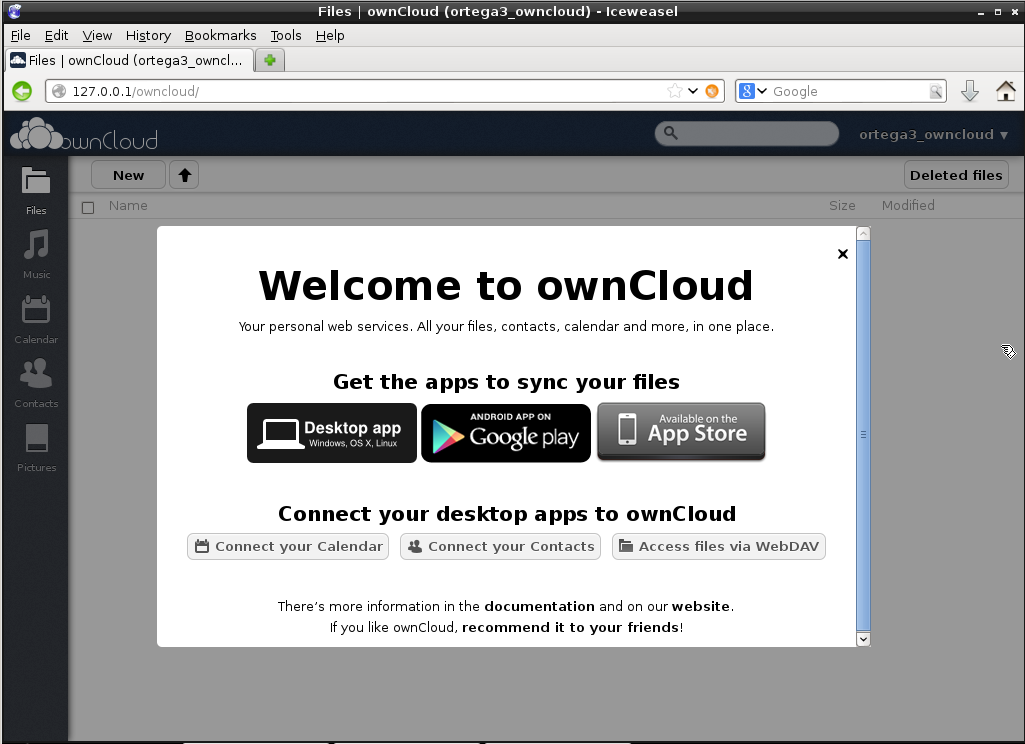 Files | ownCloud (ortega3_owncloud) - Iceweasel
File Edit View History Bookmarks Tools Help
Files | ownCloud (ortega3_owncl...
127.0.0.1/owncloud/
8 Google
ownCloud
ortega3_owncloud ▼
New
Deleted files
Name Size Modified
Files
Music
Calendar
Contacts
Pictures
Welcome to ownCloud
Your personal web services. All your files, contacts, calendar and more, in one place.
Get the apps to sync your files
Desktop app
Windows, OS X, Linux
ANDROID APP ON
Google play
Available on the
App Store
Connect your desktop apps to ownCloud
Connect your Calendar Connect your Contacts Access files via WebDAV
There's more information in the documentation and on our website.
If you like ownCloud, recommend it to your friends!